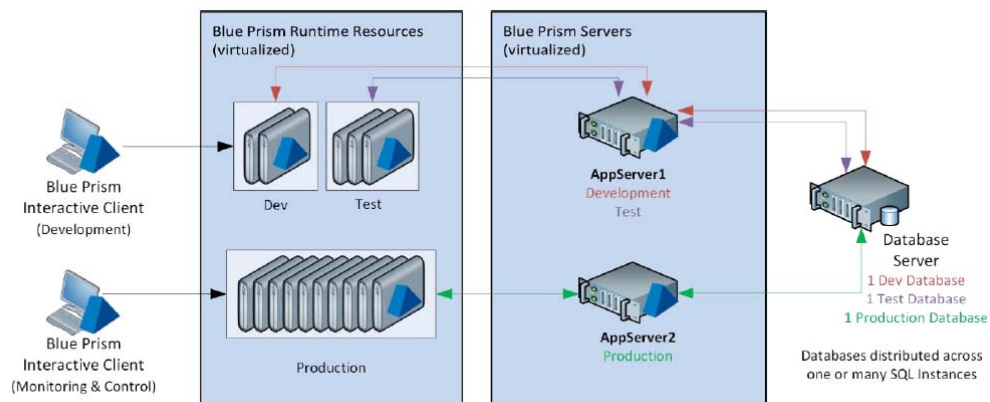 Blue Prism Runtime Resources
(virtualized)
Blue Prism Servers
(virtualized)
Blue Prism
Interactive Client
(Development)
Dev
Test
AppServer1
Development
Test
Database
Server
1 Dev Database
1 Test Database
1 Production Database
Databases distributed across
one or many SQL Instances
Blue Prism
Interactive Client
(Monitoring & Control)
Production
AppServer2
Production